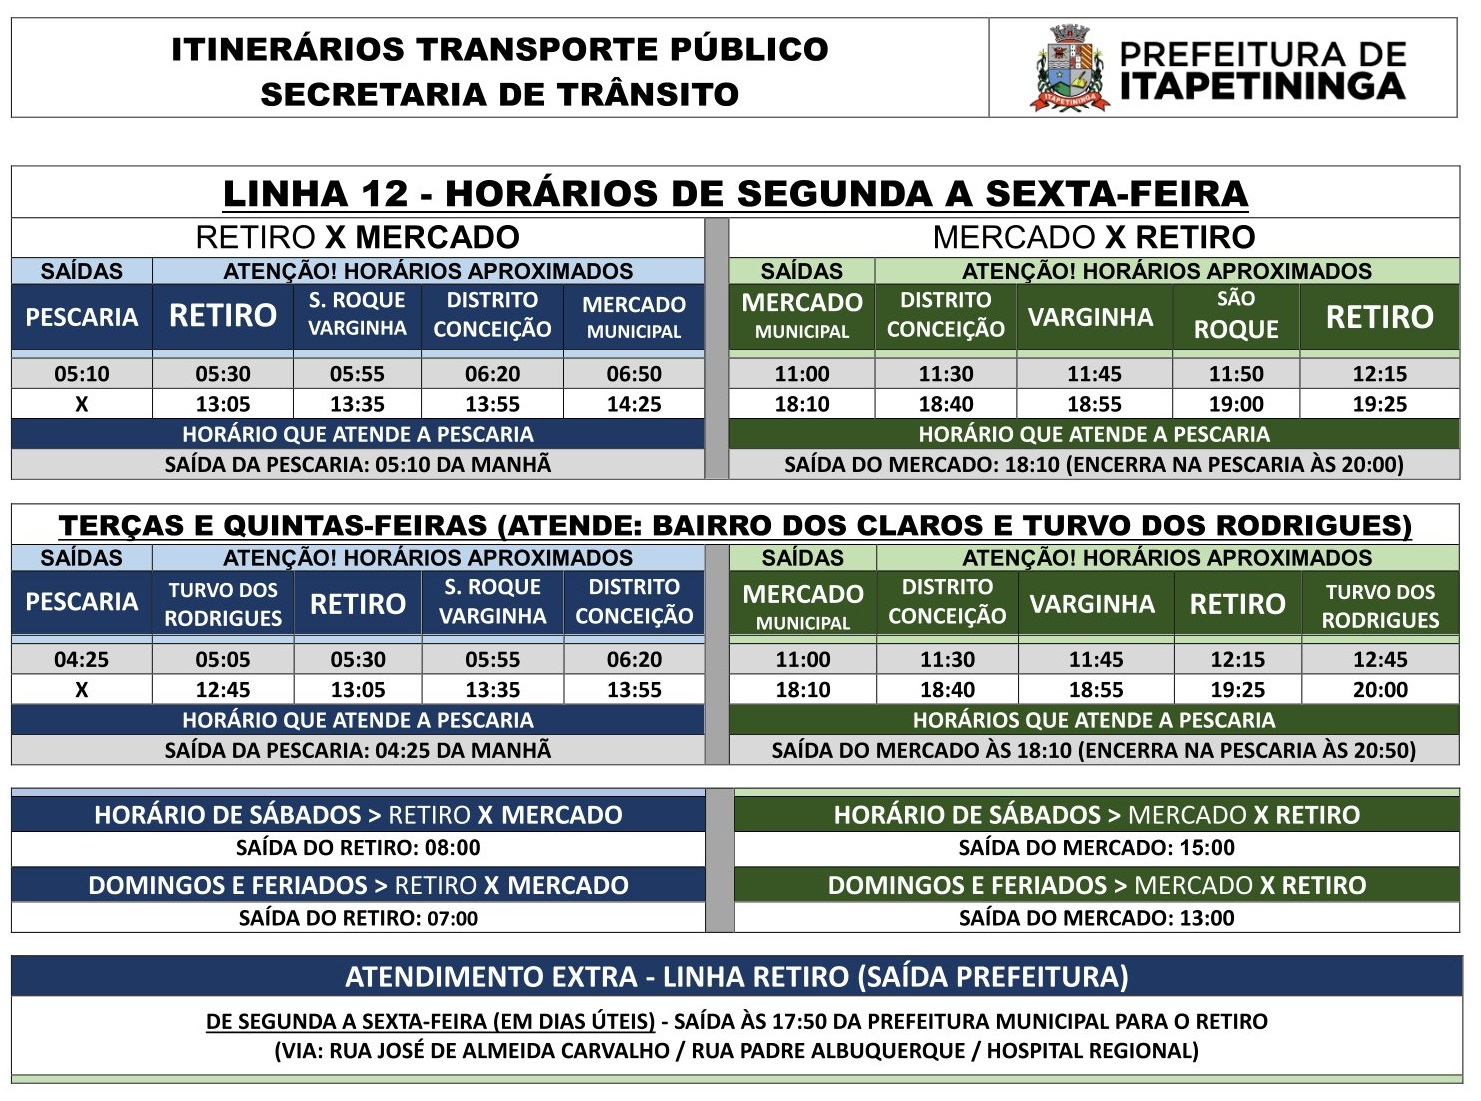 ITINERÁRIOS TRANSPORTE PÚBLICO
SECRETARIA DE TRÂNSITO
ITAPETININGA
PREFEITURA DE
ITAPETININGA
LINHA 12 - HORÁRIOS DE SEGUNDA A SEXTA-FEIRA
RETIRO X MERCADO
MERCADO X RETIRO
SAÍDAS ATENÇÃO! HORÁRIOS APROXIMADOS
SAÍDAS ATENÇÃO! HORÁRIOS APROXIMADOS
PESCARIA RETIRO S. ROQUE VARGINHA DISTRITO CONCEIÇÃO MERCADO MUNICIPAL
MERCADO MUNICIPAL DISTRITO CONCEIÇÃO VARGINHA SÃO ROQUE RETIRO
05:10 05:30 05:55 06:20 06:50
11:00 11:30 11:45 11:50 12:15
X 13:05 13:35 13:55 14:25
18:10 18:40 18:55 19:00 19:25
HORÁRIO QUE ATENDE A PESCARIA
HORÁRIO QUE ATENDE A PESCARIA
SAÍDA DA PESCARIA: 05:10 DA MANHÃ
SAÍDA DO MERCADO: 18:10 (ENCERRA NA PESCARIA ÀS 20:00)
TERÇAS E QUINTAS-FEIRAS (ATENDE: BAIRRO DOS CLAROS E TURVO DOS RODRIGUES)
SAÍDAS ATENÇÃO! HORÁRIOS APROXIMADOS
SAÍDAS ATENÇÃO! HORÁRIOS APROXIMADOS
PESCARIA TURVO DOS RODRIGUES RETIRO S. ROQUE VARGINHA DISTRITO CONCEIÇÃO
MERCADO MUNICIPAL DISTRITO CONCEIÇÃO VARGINHA RETIRO TURVO DOS RODRIGUES
04:25 05:05 05:30 05:55 06:20
11:00 11:30 11:45 12:15 12:45
X 12:45 13:05 13:35 13:55
18:10 18:40 18:55 19:25 20:00
HORÁRIO QUE ATENDE A PESCARIA
HORÁRIOS QUE ATENDE A PESCARIA
SAÍDA DA PESCARIA: 04:25 DA MANHÃ
SAÍDA DO MERCADO ÀS 18:10 (ENCERRA NA PESCARIA ÀS 20:50)
HORÁRIO DE SÁBADOS > RETIRO X MERCADO
HORÁRIO DE SÁBADOS > MERCADO X RETIRO
SAÍDA DO RETIRO: 08:00
SAÍDA DO MERCADO: 15:00
DOMINGOS E FERIADOS > RETIRO X MERCADO
DOMINGOS E FERIADOS > MERCADO X RETIRO
SAÍDA DO RETIRO: 07:00
SAÍDA DO MERCADO: 13:00
ATENDIMENTO EXTRA - LINHA RETIRO (SAÍDA PREFEITURA)
DE SEGUNDA A SEXTA-FEIRA (EM DIAS ÚTEIS) - SAÍDA ÀS 17:50 DA PREFEITURA MUNICIPAL PARA O RETIRO
(VIA: RUA JOSÉ DE ALMEIDA CARVALHO / RUA PADRE ALBUQUERQUE / HOSPITAL REGIONAL)